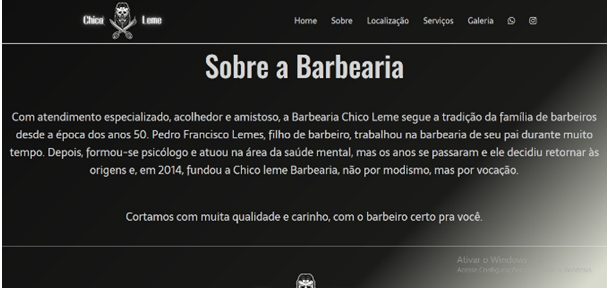 Chico Leme
Home Sobre Localização Serviços Galeria
Sobre a Barbearia
Com atendimento especializado, acolhedor e amistoso, a Barbearia Chico Leme segue a tradição da família de barbeiros
desde a época dos anos 50. Pedro Francisco Lemes, filho de barbeiro, trabalhou na barbearia de seu pai durante muito
tempo. Depois, formou-se psicólogo e atuou na área da saúde mental, mas os anos se passaram e ele decidiu retornar às
origens e, em 2014, fundou a Chico leme Barbearia, não por modismo, mas por vocação.
Cortamos com muita qualidade e carinho, com o barbeiro certo pra você.
Ativar o Windows